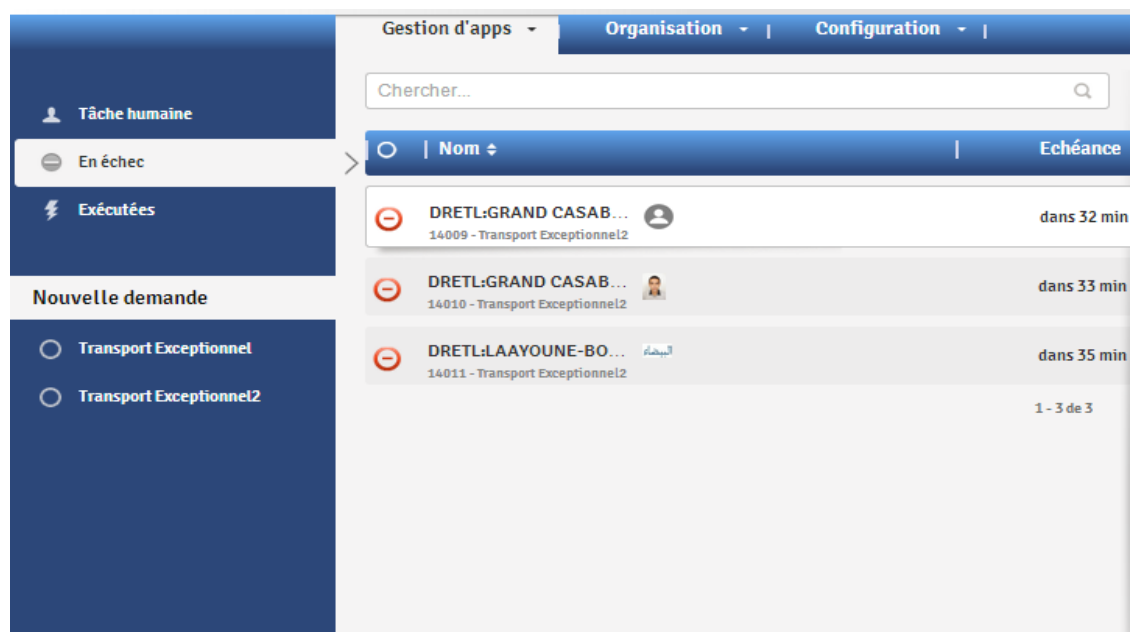 Gestion d'apps
Organisation
Configuration
Chercher...
Tâche humaine
En échec
Exécutées
Nouvelle demande
Transport Exceptionnel
Transport Exceptionnel2
Nom
Echéance
DRETL:GRAND CASAB...
dans 32 min
14009 - Transport Exceptionnel2
DRETL:GRAND CASAB...
dans 33 min
14010 - Transport Exceptionnel2
DRETL:LAAYOUNE-BO...
البيضاء
dans 35 min
14011 - Transport Exceptionnel2
1 - 3 de 3